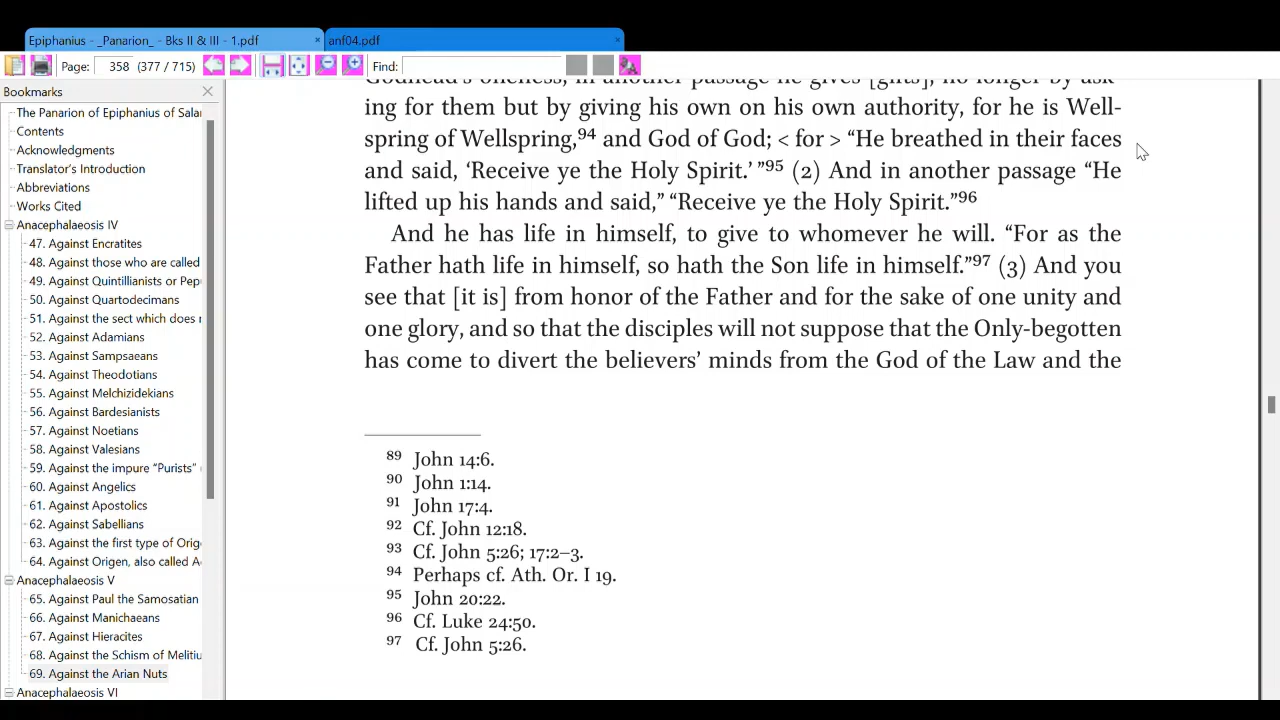 Epiphanius - _Panarion_ - Bks II & III - 1.pdf
anf04.pdf
Page: 358 (377 / 715)
Find:
Bookmarks
The Panarion of Epiphanius of Salar
Contents
Acknowledgments
Translator's Introduction
Abbreviations
Works Cited
Anacephalaeosis IV
47. Against Encratites
48. Against those who are called
49. Against Quintillianists or Pep
50. Against Quartodecimans
51. Against the sect which does r
52. Against Adamians
53. Against Sampsaeans
54. Against Theodotians
55. Against Melchizidekians
56. Against Bardesianists
57. Against Noetians
58. Against Valesians
59. Against the impure “Purists” (
60. Against Angelics
61. Against Apostolics
62. Against Sabellians
63. Against the first type of Orig
64. Against Origen, also called A
Anacephalaeosis V
65. Against Paul the Samosatian
66. Against Manichaeans
67. Against Hieracites
68. Against the Schism of Melitiu
69. Against the Arian Nuts
Anacephalaeosis VI
Godhead's oneness, in another passage he gives [gifts], no longer by ask-
ing for them but by giving his own on his own authority, for he is Well-
spring of Wellspring,94 and God of God; < for > “He breathed in their faces
and said, ‘Receive ye the Holy Spirit.’ ”95 (2) And in another passage “He
lifted up his hands and said,” “Receive ye the Holy Spirit.”96
And he has life in himself, to give to whomever he will. “For as the
Father hath life in himself, so hath the Son life in himself.”97 (3) And you
see that [it is] from honor of the Father and for the sake of one unity and
one glory, and so that the disciples will not suppose that the Only-begotten
has come to divert the believers’ minds from the God of the Law and the
89 John 14:6.
90 John 1:14.
91 John 17:4.
92 Cf. John 12:18.
93 Cf. John 5:26; 17:2–3.
94 Perhaps cf. Ath. Or. I 19.
95 John 20:22.
96 Cf. Luke 24:50.
97 Cf. John 5:26.